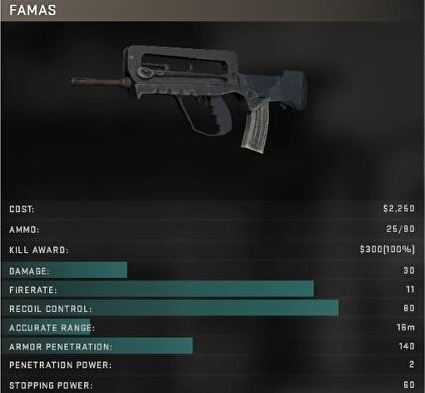 FAMAS
COST: $2,250
AMMO: 25/90
KILL AWARD: $300(100%)
DAMAGE: 30
FIRERATE: 11
RECOIL CONTROL: 80
ACCURATE RANGE: 16m
ARMOR PENETRATION: 140
PENETRATION POWER: 2
STOPPING POWER: 60